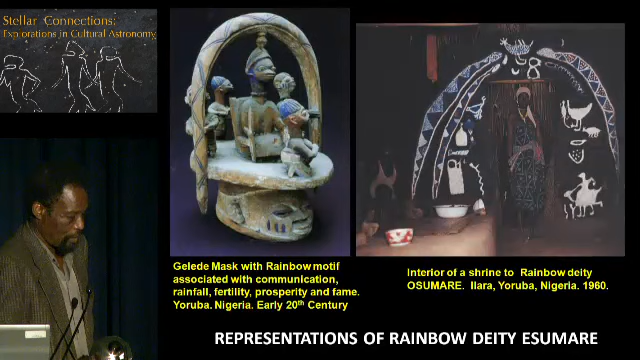 Stellar Connections:
Explorations in Cultural Astronomy
Gelede Mask with Rainbow motif
associated with communication,
rainfall, fertility, prosperity and fame.
Yoruba. Nigeria. Early 20th Century
Interior of a shrine to Rainbow deity
OSUMARE. Ilara, Yoruba, Nigeria. 1960.
REPRESENTATIONS OF RAINBOW DEITY ESUMARE